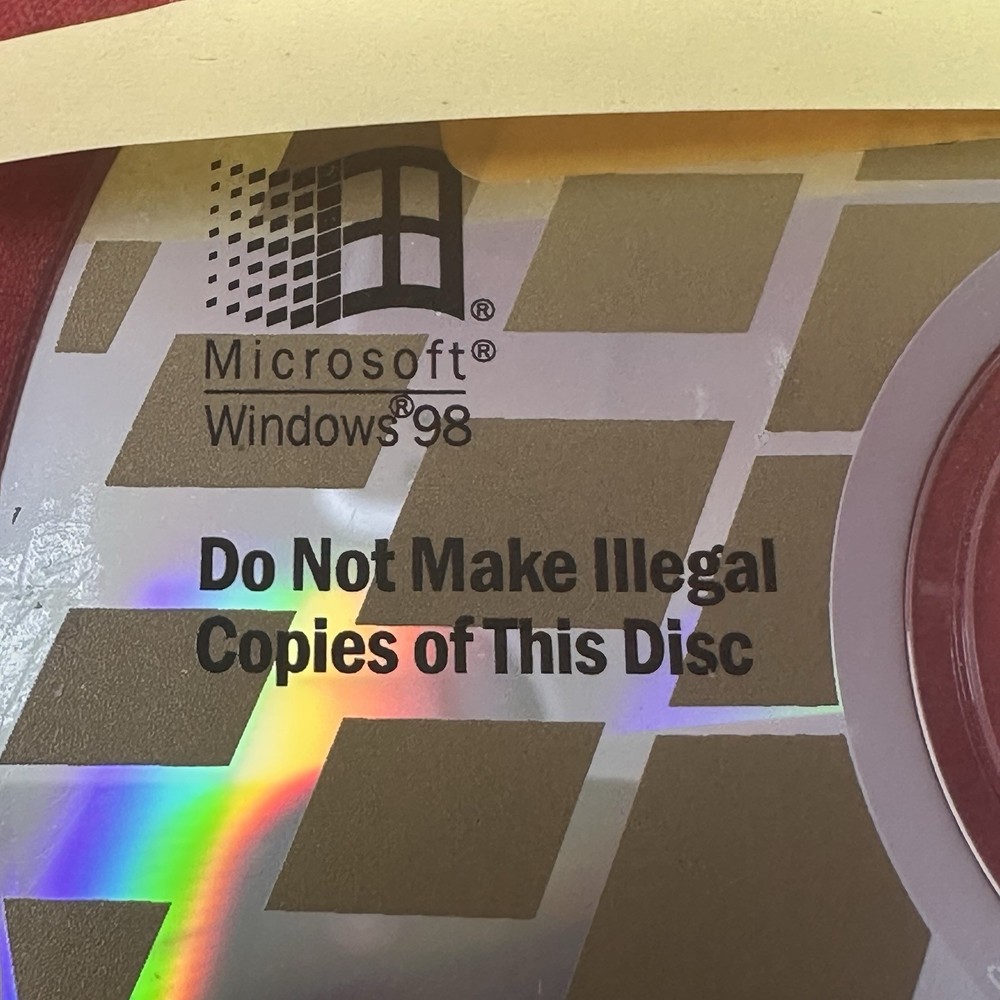 ®
Microsoft®
Windows®98
Do Not Make Illegal
Copies of This Disc